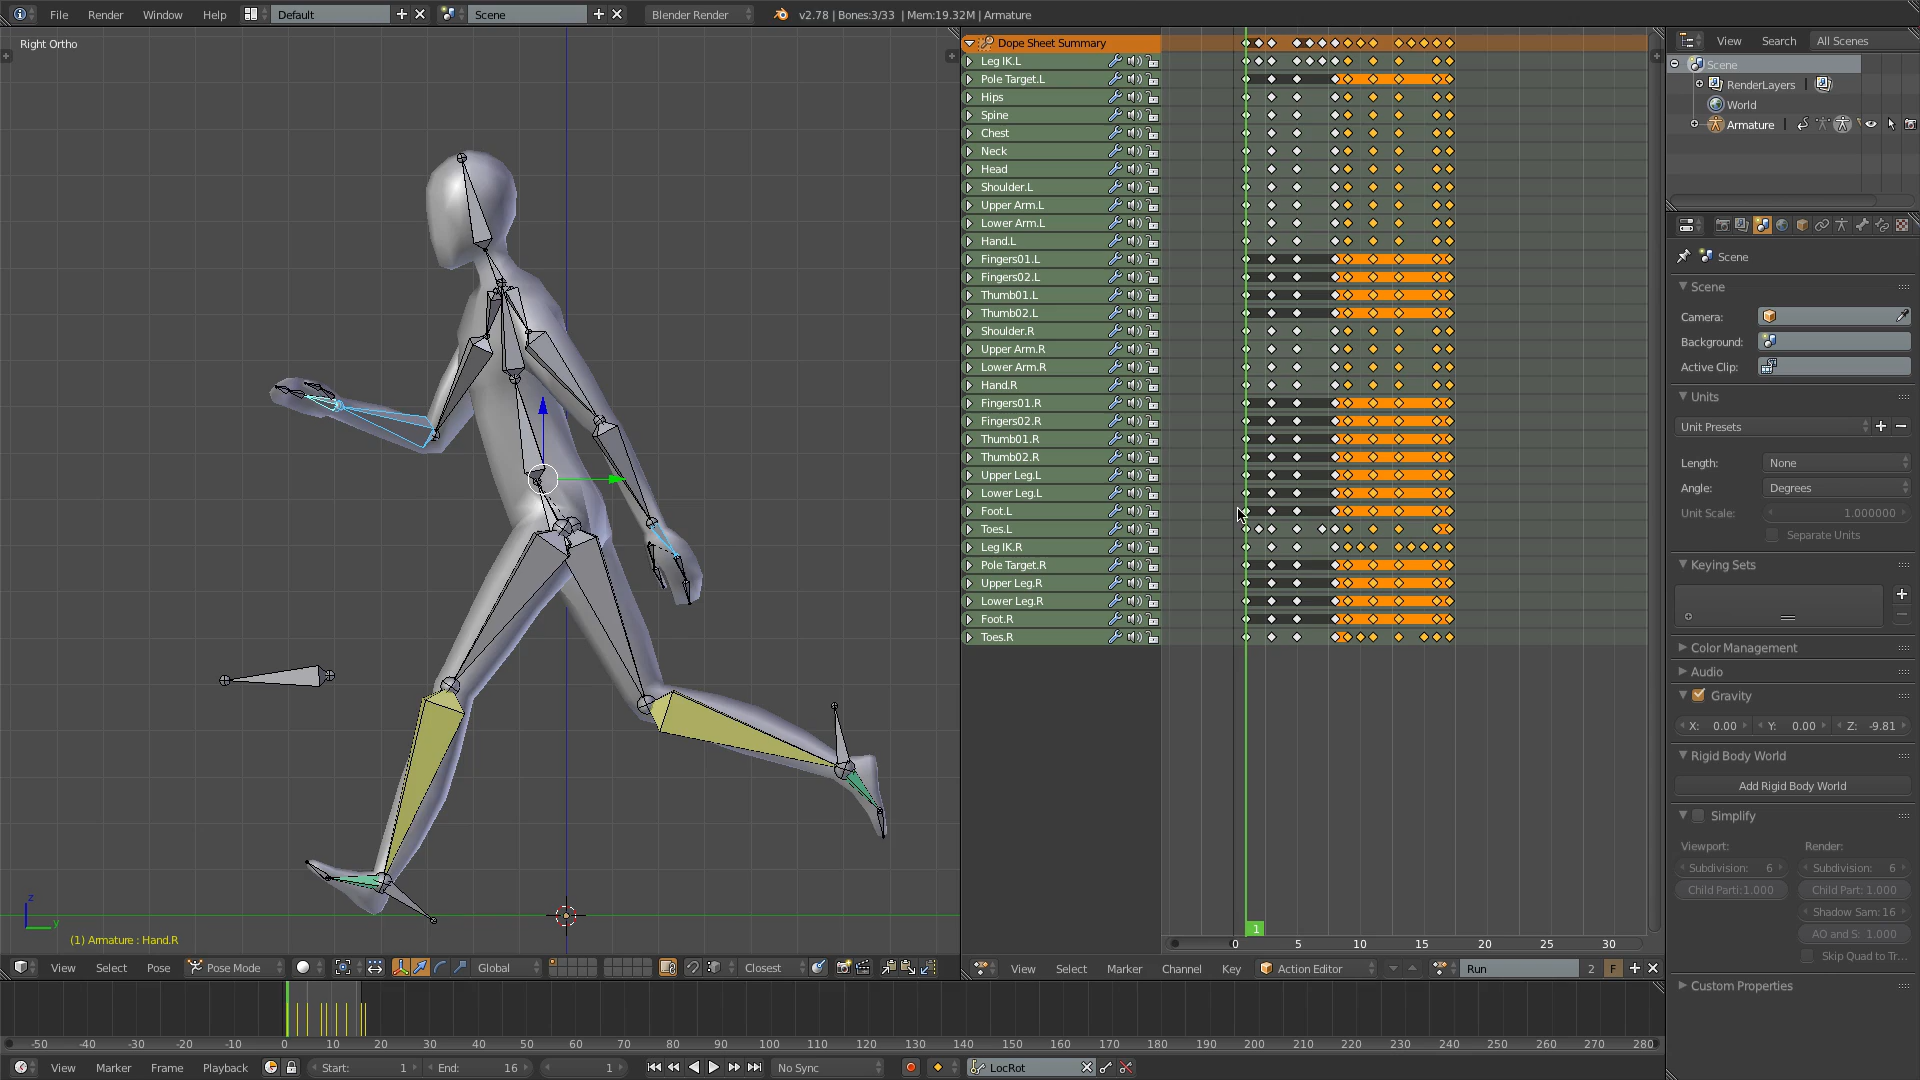 File Render Window Help Default Scene Blender Render v2.78 | Bones:3/33 | Mem:19.32M | Armature
Right Ortho
Dope Sheet Summary
Leg IK.L
Pole Target.L
Hips
Spine
Chest
Neck
Head
Shoulder.L
Upper Arm.L
Lower Arm.L
Hand.L
Fingers01.L
Fingers02.L
Thumb01.L
Thumb02.L
Shoulder.R
Upper Arm.R
Lower Arm.R
Hand.R
Fingers01.R
Fingers02.R
Thumb01.R
Thumb02.R
Upper Leg.L
Lower Leg.L
Foot.L
Toes.L
Leg IK.R
Pole Target.R
Upper Leg.R
Lower Leg.R
Foot.R
Toes.R
View Search All Scenes
Scene
RenderLayers |
World
Armature |
Scene
Scene
Camera:
Background:
Active Clip:
Units
Unit Presets
Length: None
Angle: Degrees
Unit Scale: 1.000000
Separate Units
Keying Sets
Color Management
Audio
Gravity
X: 0.00 Y: 0.00 Z: -9.81
Rigid Body World
Add Rigid Body World
Simplify
Viewport: Render:
Subdivision: 6 Subdivision: 6
Child Parti:1.000 Child Part: 1.000
Shadow Sam:16
AO and S: 1.000
Skip Quad to Tr...
Custom Properties
z
y
(1) Armature : Hand.R
1
0 5 10 15 20 25 30
View Select Pose Pose Mode Global Closest
View Select Marker Channel Key Action Editor Run 2 F
-50 -40 -30 -20 -10 0 10 20 30 40 50 60 70 80 90 100 110 120 130 140 150 160 170 180 190 200 210 220 230 240 250 260 270 280
View Marker Frame Playback Start: 1 End: 16 1 No Sync LocRot